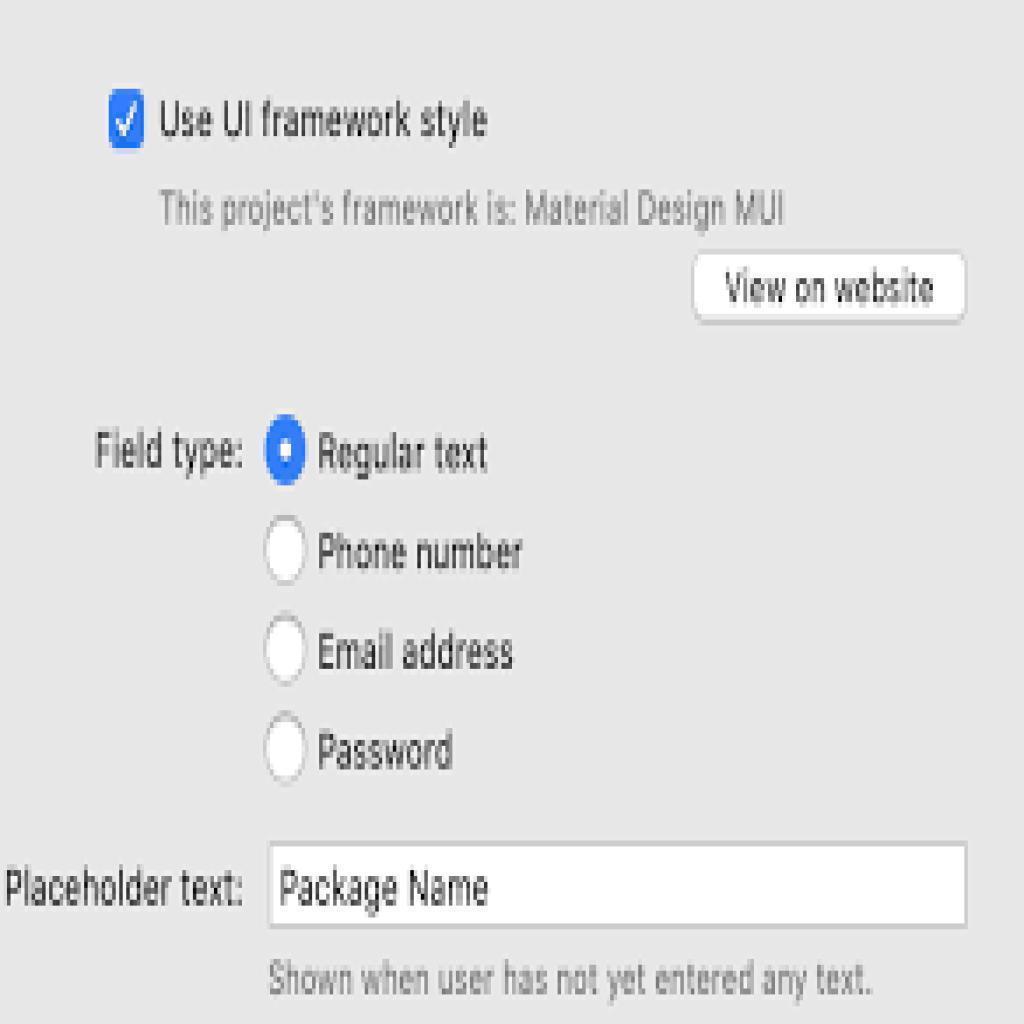 Use UI framework style
This project's framework is: Material Design MUI
View on website
Field type: Regular text
Phone number
Email address
Password
Placeholder text: Package Name
Shown when user has not yet entered any text.